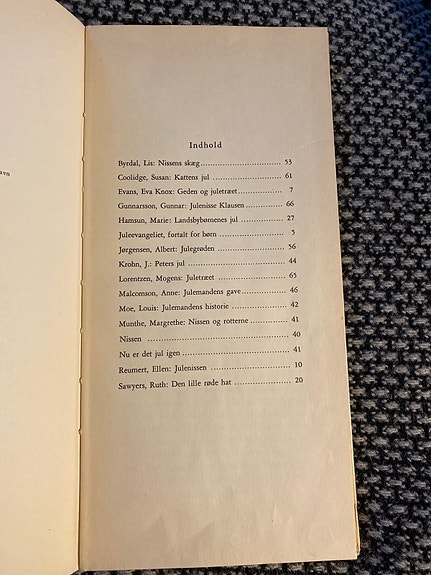 avn
Indhold
Byrdal, Lis: Nissens skæg............................ 53
Coolidge, Susan: Kattens jul ............................ 61
Evans, Eva Knox: Geden og juletræet.................. 7
Gunnarsson, Gunnar: Julenisse Klausen ............... 66
Hamsun, Marie: Landsbybørnenes jul ................. 27
Juleevangeliet, fortalt for børn ........................ 5
Jørgensen, Albert: Julegrøden.......................... 56
Krohn, J.: Peters jul .................................... 44
Lorentzen, Mogens: Juletræet .......................... 65
Malcomson, Anne: Julemandens gave................... 46
Moe, Louis: Julemandens historie ...................... 42
Munthe, Margrethe: Nissen og rotterne ................ 41
Nissen ................................................ 40
Nu er det jul igen ...................................... 41
Reumert, Ellen: Julenissen ............................. 10
Sawyers, Ruth: Den lille røde hat ..................... 20